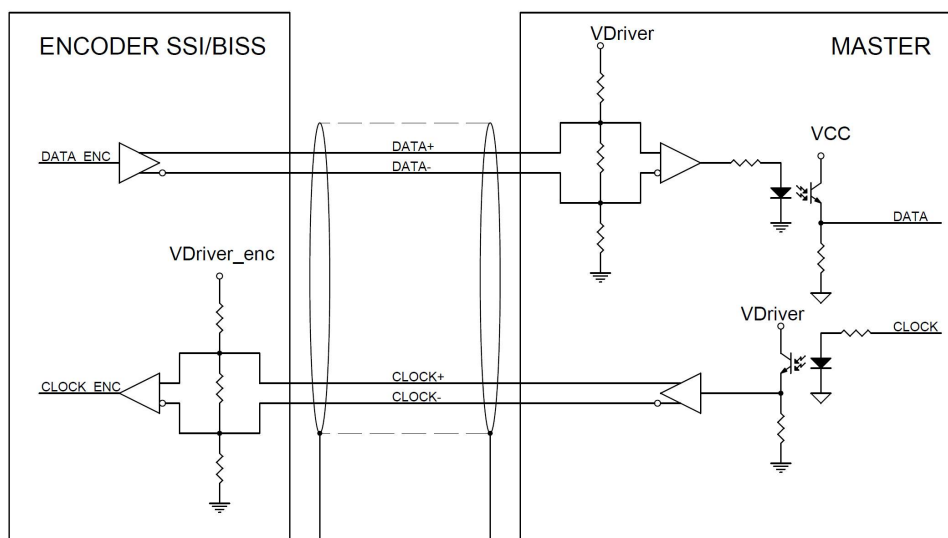 ENCODER SSI/BISS
VDriver
MASTER
VCC
DATA_ENC
DATA+
DATA-
DATA
VDriver_enc
VDriver
CLOCK
CLOCK_ENC
CLOCK+
CLOCK-